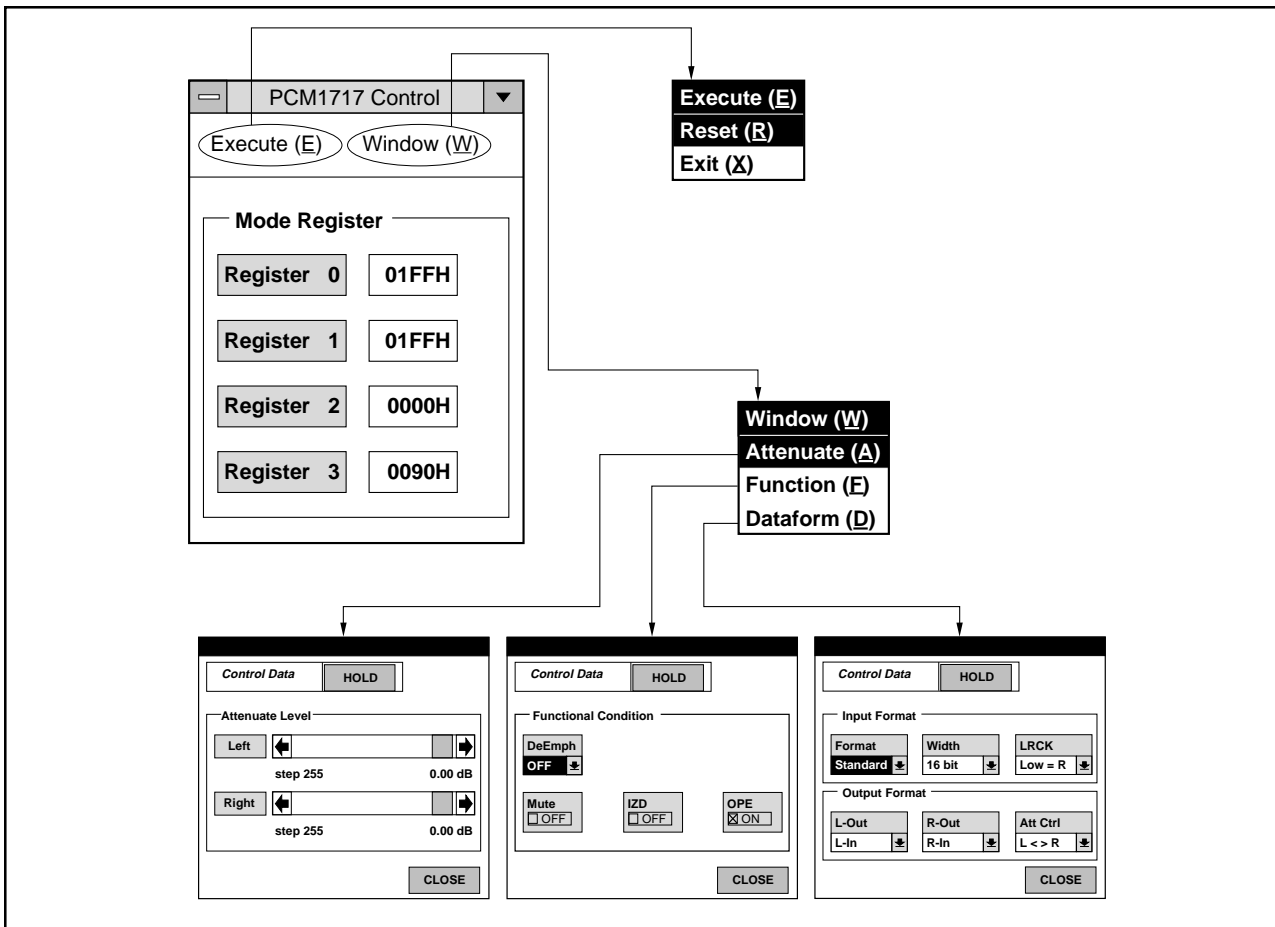 PCM1717 Control
Execute (E) Window (W)
Mode Register
Register 0 01FFH
Register 1 01FFH
Register 2 0000H
Register 3 0090H
Execute (E)
Reset (R)
Exit (X)
Window (W)
Attenuate (A)
Function (F)
Dataform (D)
Control Data HOLD
Attenuate Level
Left
step 255 0.00 dB
Right
step 255 0.00 dB
CLOSE
Control Data HOLD
Functional Condition
DeEmph
OFF
Mute IZD OPE
OFF OFF ON
CLOSE
Control Data HOLD
Input Format
Format Width LRCK
Standard 16 bit Low = R
Output Format
L-Out R-Out Att Ctrl
L-In R-In L < > R
CLOSE